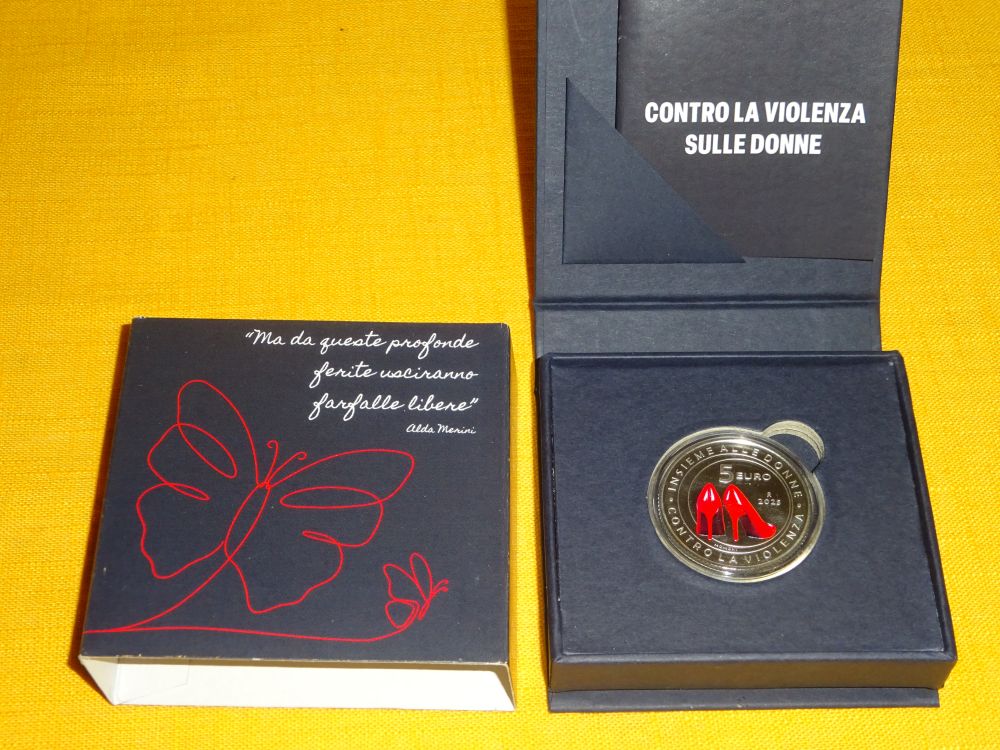 "Ma da queste profonde
ferite usciranno
farfalle libere"
Alda Merini
CONTRO LA VIOLENZA
SULLE DONNE
· INSIEME ALLE DONNE ·
5 EURO
R
2025
CONTRO LA VIOLENZA